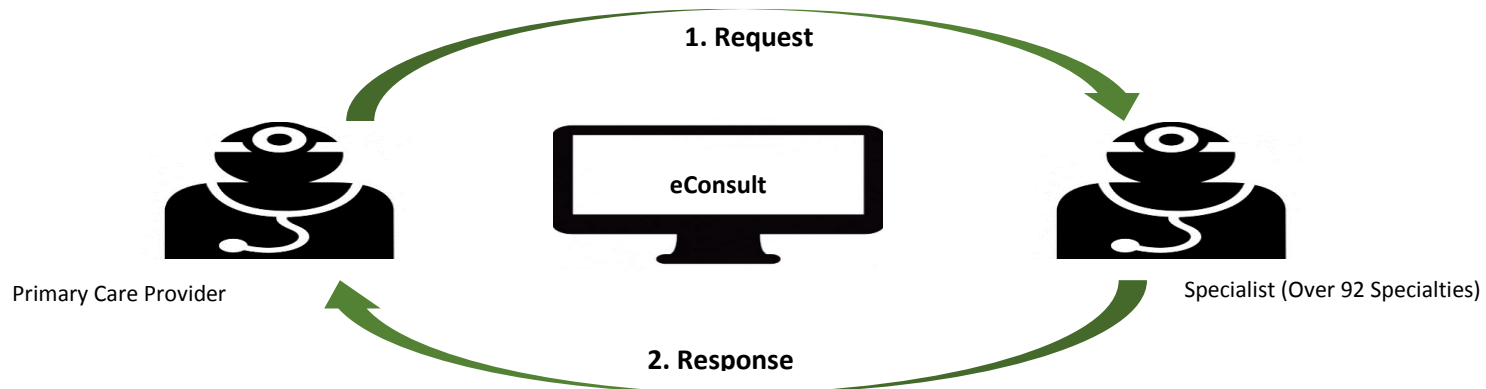 1. Request
eConsult
Primary Care Provider
Specialist (Over 92 Specialties)
2. Response